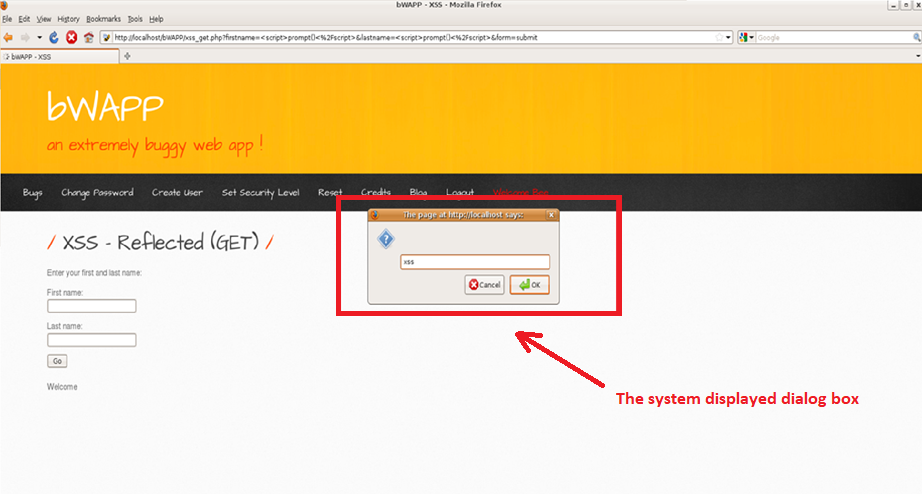 bWAPP - XSS - Mozilla Firefox
File Edit View History Bookmarks Tools Help
http://localhost/bWAPP/xss_get.php?firstname=<script>prompt()<%2Fscript>&lastname=<script>prompt()<%2Fscript>&form=submit
Google
bWAPP - XSS
bWAPP
an extremely buggy web app !
Bugs Change Password Create User Set Security Level Reset Credits Blog Logout Welcome Bee
The page at http://localhost says:
/ XSS - Reflected (GET) /
xss
Enter your first and last name:
Cancel OK
First name:
Last name:
Go
Welcome
The system displayed dialog box